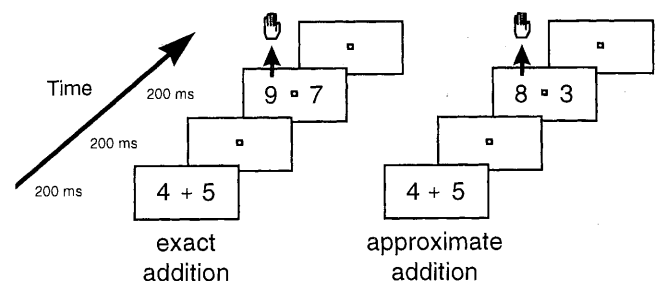 Time
200 ms
200 ms
200 ms
9 7
4 + 5
exact
addition
8 3
4 + 5
approximate
addition